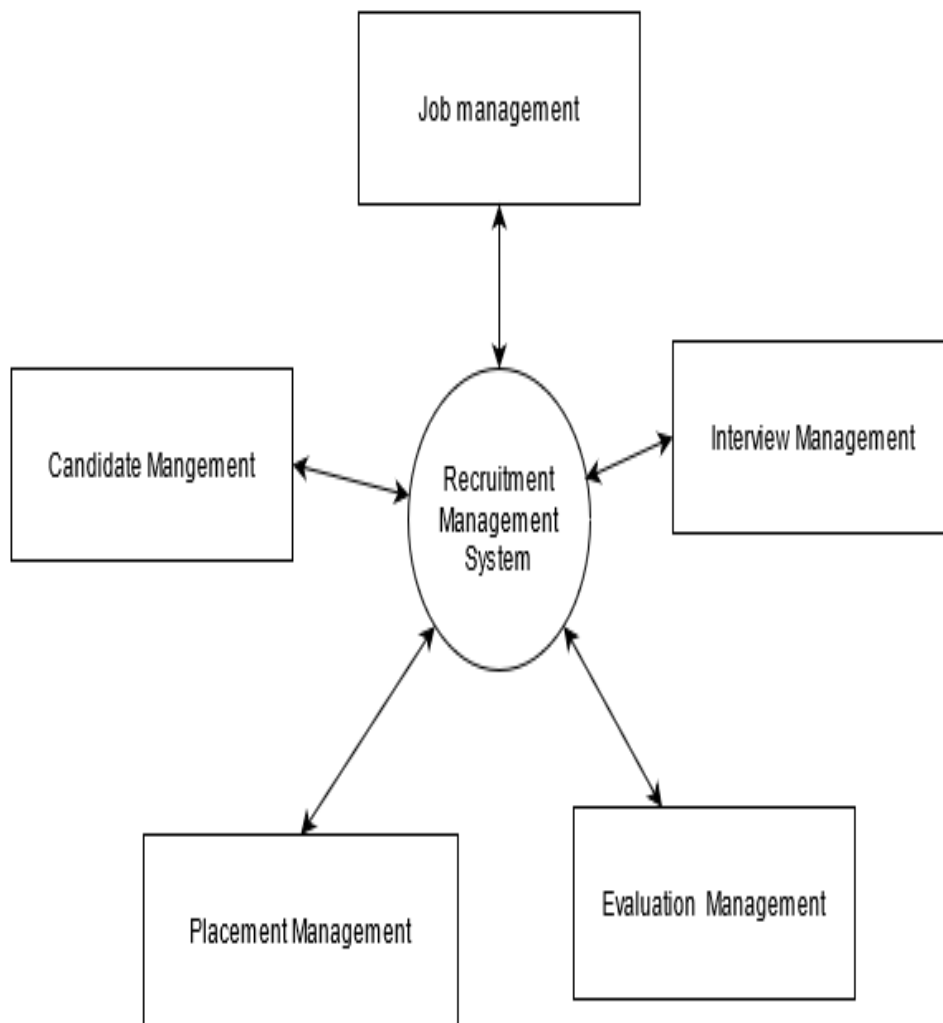 Job management
Candidate Mangement
Interview Management
Recruitment
Management
System
Placement Management
Evaluation Management